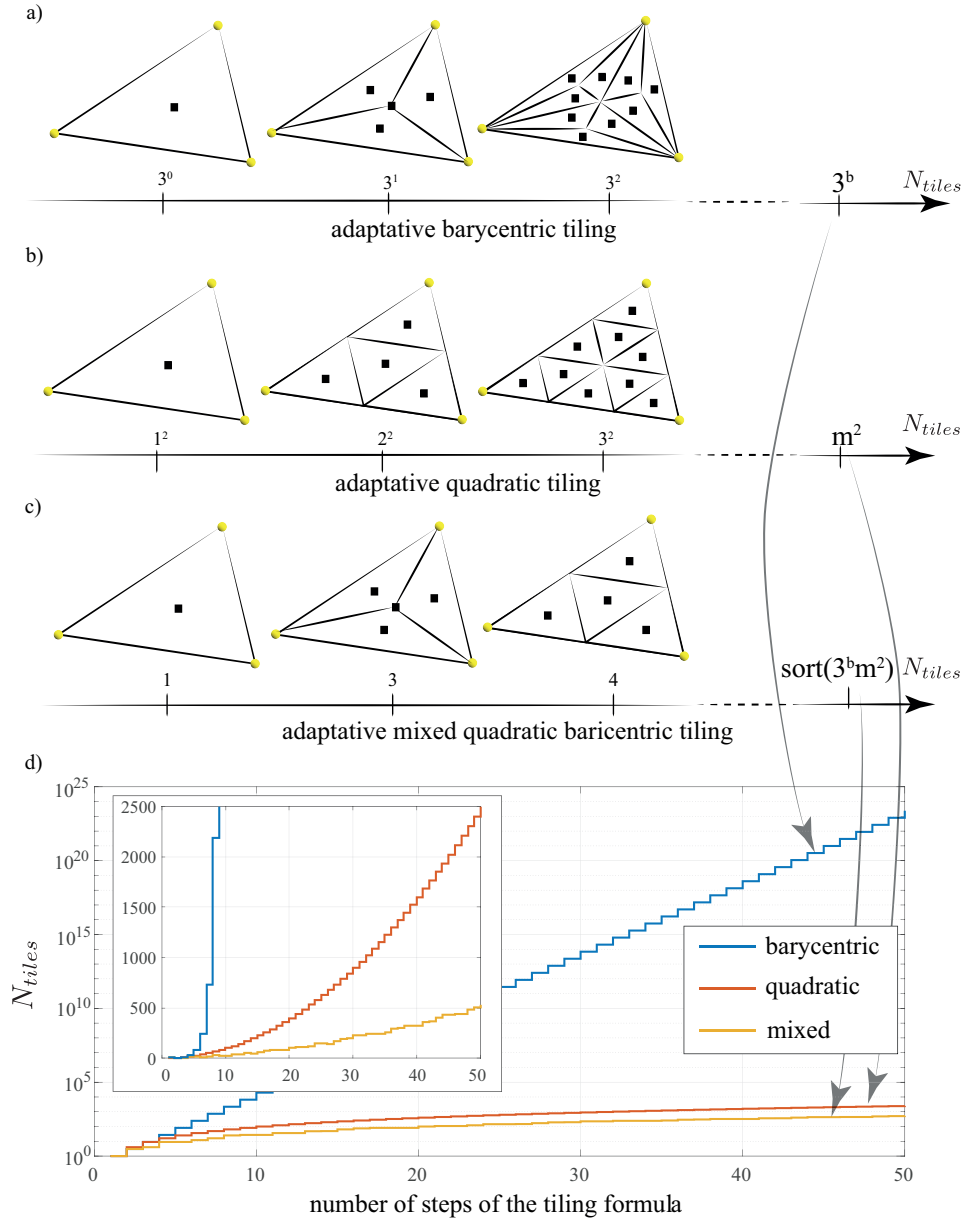 a)
3⁰ 3¹ 3² 3ᵇ N_tiles
adaptative barycentric tiling
b)
1² 2² 3² m² N_tiles
adaptative quadratic tiling
c)
1 3 4 sort(3ᵇm²) N_tiles
adaptative mixed quadratic baricentric tiling
d)
10²⁵
10²⁰
10¹⁵
10¹⁰
10⁵
10⁰
N_tiles
2500
2000
1500
1000
500
0
0 10 20 30 40 50
barycentric
quadratic
mixed
0 10 20 30 40 50
number of steps of the tiling formula